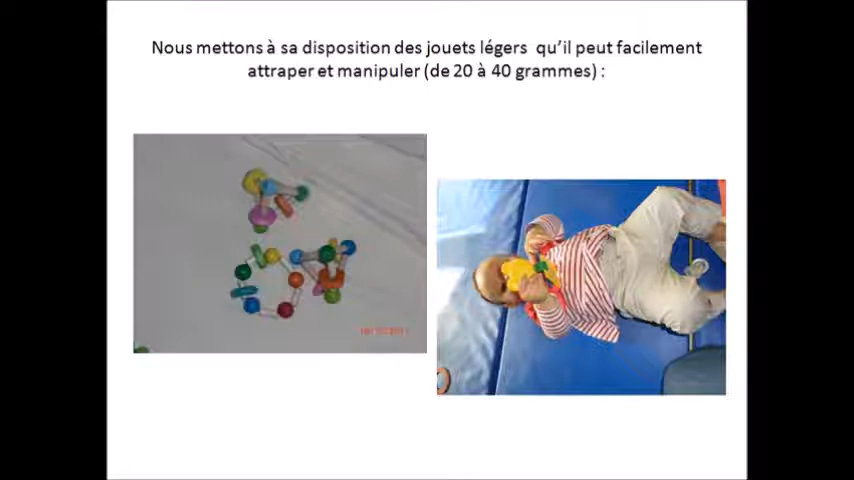 Nous mettons à sa disposition des jouets légers qu'il peut facilement
attraper et manipuler (de 20 à 40 grammes) :